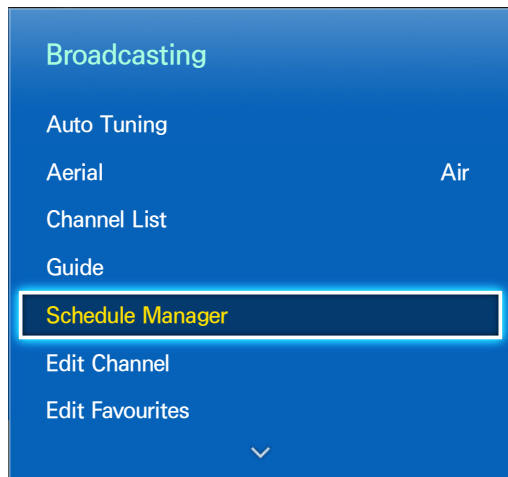 Broadcasting
Auto Tuning
Aerial Air
Channel List
Guide
Schedule Manager
Edit Channel
Edit Favourites